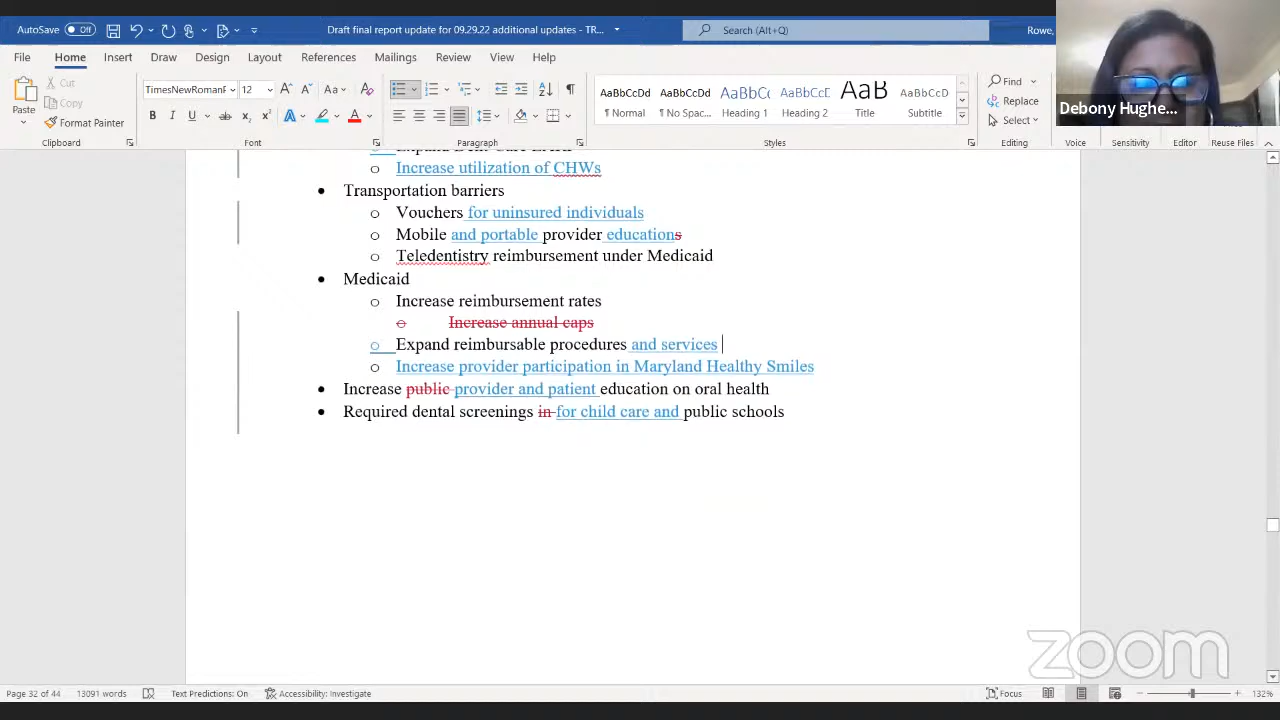 AutoSave Off Draft final report update for 09.29.22 additional updates - TR... Search (Alt+Q) Rowe,
File Home Insert Draw Design Layout References Mailings Review View Help
Paste Cut Copy Format Painter
TimesNewRomanF 12 Aa
B I U ab x₂ x² A A
AaBbCcDd AaBbCcDd AaBbCc AaBbCcE AaB AaBbCcD
¶ Normal ¶ No Spac... Heading 1 Heading 2 Title Subtitle
Find
Replace
Select
Clipboard Font Paragraph Styles Editing Voice Sensitivity Editor Reuse Files
Debony Hughe...
o Increase utilization of CHWs
• Transportation barriers
o Vouchers for uninsured individuals
o Mobile and portable provider educations
o Teledentistry reimbursement under Medicaid
• Medicaid
o Increase reimbursement rates
o Increase annual caps
o Expand reimbursable procedures and services
o Increase provider participation in Maryland Healthy Smiles
• Increase public provider and patient education on oral health
• Required dental screenings in for child care and public schools
zoom
Page 32 of 44 13091 words Text Predictions: On Accessibility: Investigate Focus 132%